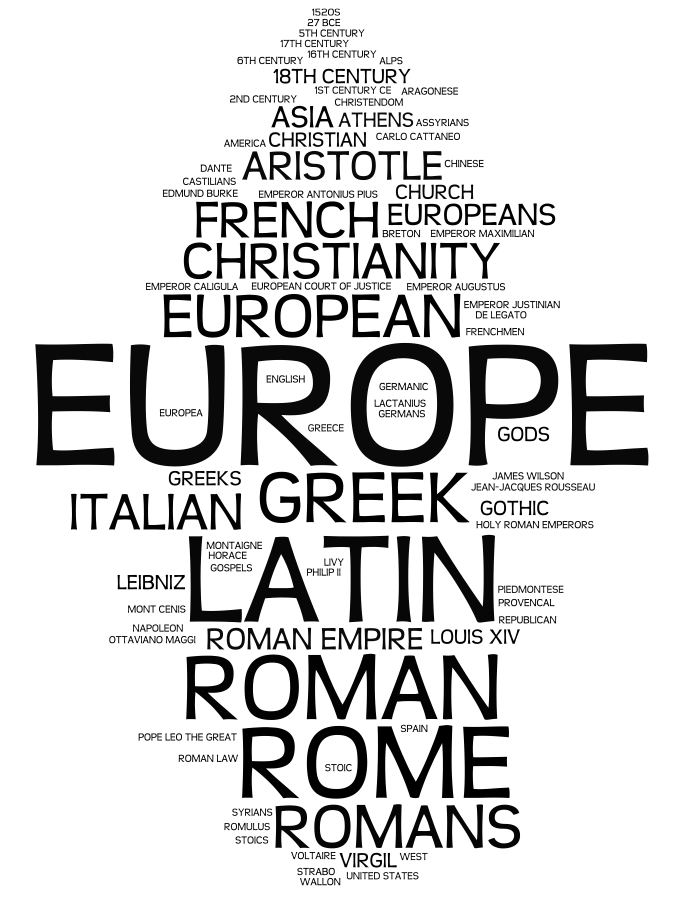 1520S
27 BCE
5TH CENTURY
17TH CENTURY
16TH CENTURY
6TH CENTURY
ALPS
18TH CENTURY
1ST CENTURY CE
ARAGONESE
2ND CENTURY
CHRISTENDOM
ASIA
ATHENS
ASSYRIANS
AMERICA
CHRISTIAN
CARLO CATTANEO
DANTE
ARISTOTLE
CHINESE
CASTILIANS
EDMUND BURKE
EMPEROR ANTONIUS PIUS
CHURCH
FRENCH
EUROPEANS
BRETON
EMPEROR MAXIMILIAN
CHRISTIANITY
EMPEROR CALIGULA
EUROPEAN COURT OF JUSTICE
EMPEROR AUGUSTUS
EUROPEAN
EMPEROR JUSTINIAN
DE LEGATO
FRENCHMEN
EUROPE
ENGLISH
GERMANIC
LACTANIUS
EUROPEA
GERMANS
GREECE
GODS
GREEKS
GREEK
JAMES WILSON
JEAN-JACQUES ROUSSEAU
ITALIAN
GOTHIC
HOLY ROMAN EMPERORS
LATIN
MONTAIGNE
HORACE
GOSPELS
LIVY
PHILIP II
LEIBNIZ
PIEDMONTESE
PROVENCAL
MONT CENIS
REPUBLICAN
NAPOLEON
OTTAVIANO MAGGI
ROMAN EMPIRE
LOUIS XIV
ROMAN
SPAIN
POPE LEO THE GREAT
ROME
ROMAN LAW
STOIC
SYRIANS
ROMULUS
ROMANS
STOICS
VOLTAIRE
VIRGIL
WEST
STRABO
UNITED STATES
WALLON